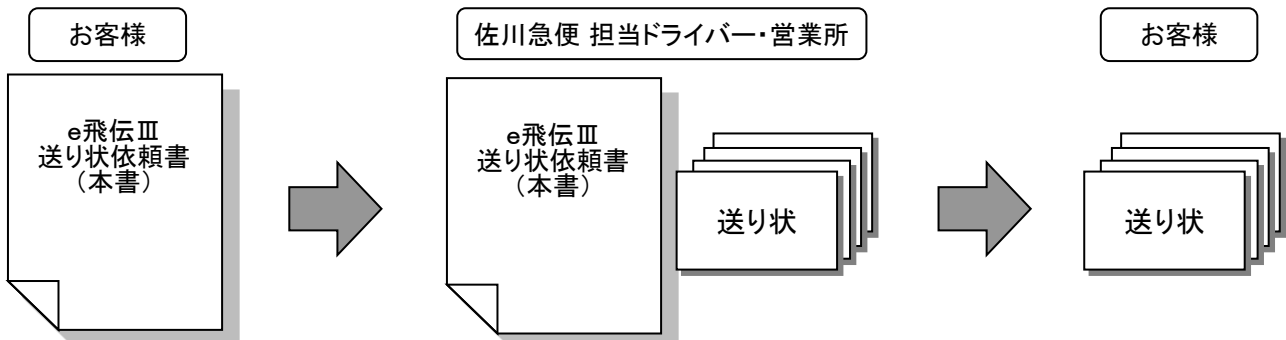 お客様
佐川急便 担当ドライバー・営業所
お客様
e飛伝Ⅲ
送り状依頼書
（本書）
e飛伝Ⅲ
送り状依頼書
（本書）
送り状
送り状